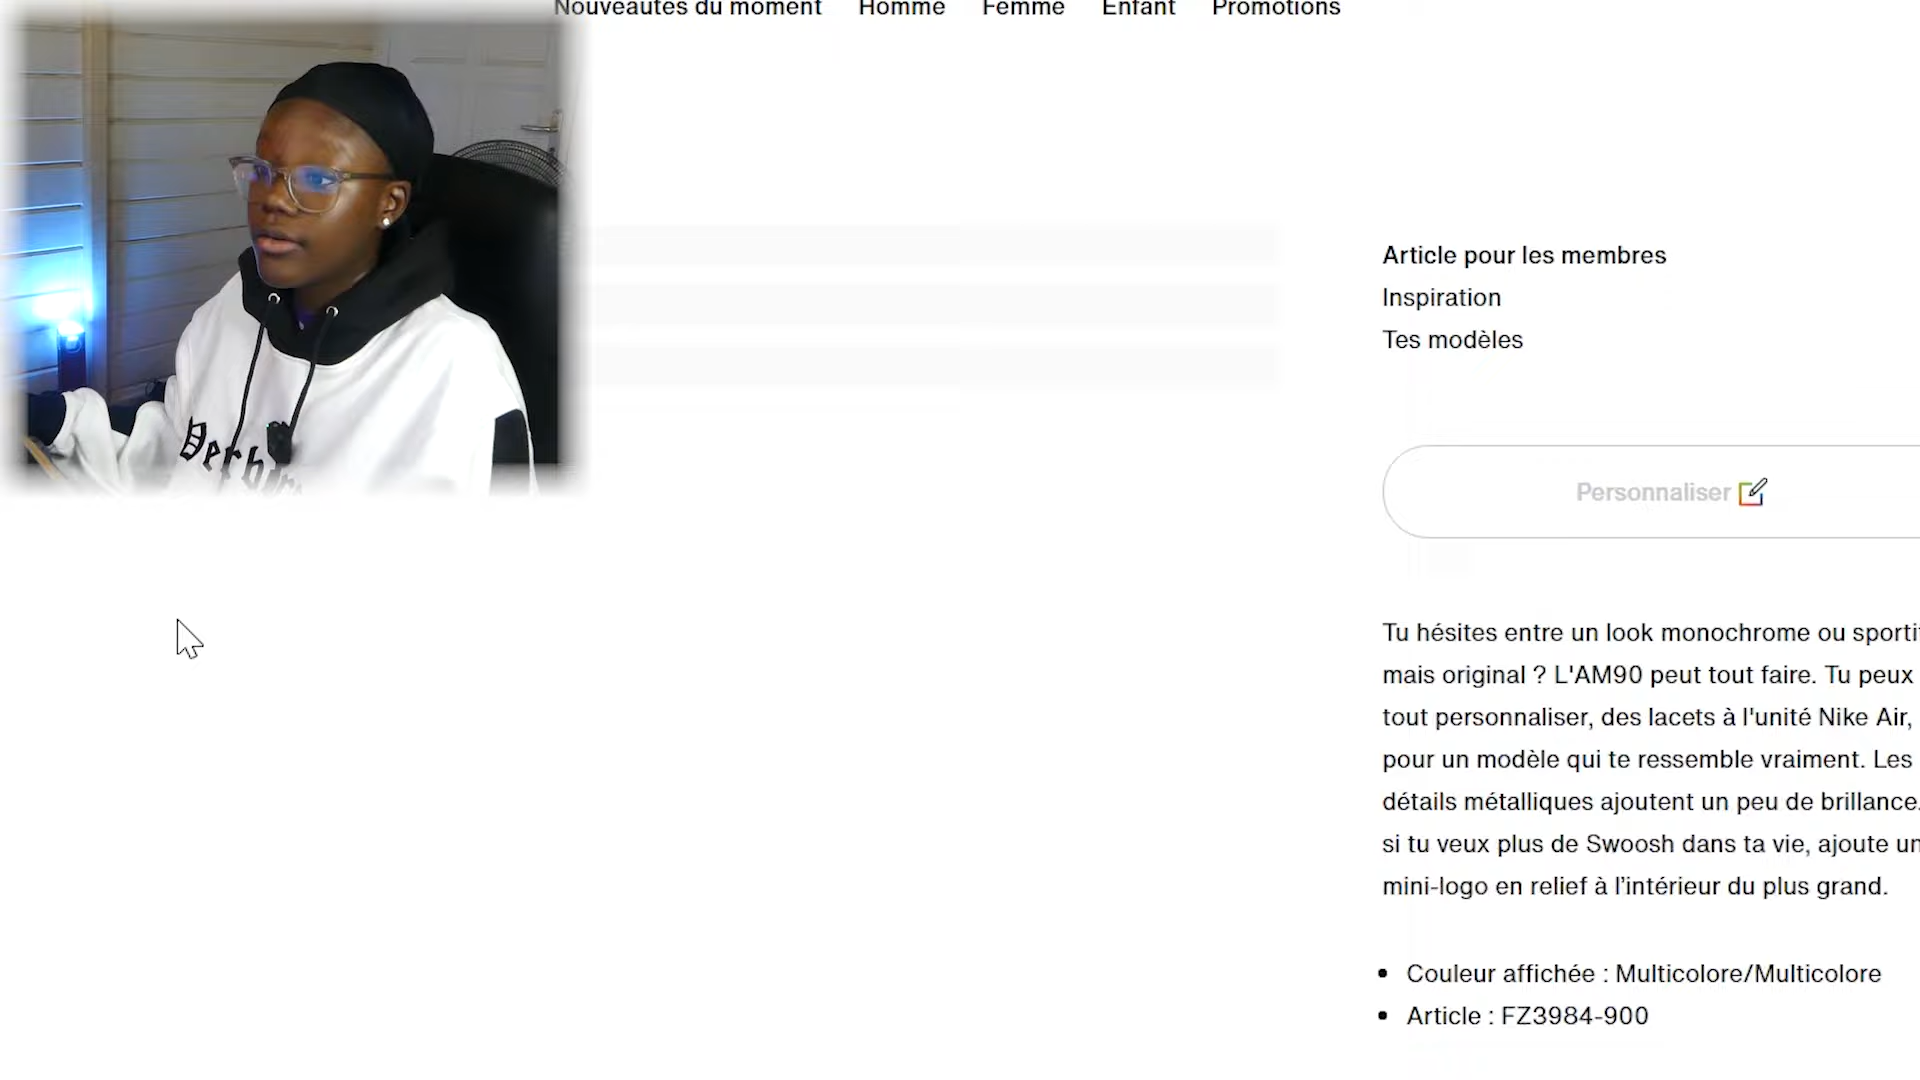 Nouveautés du moment Homme Femme Enfant Promotions
Article pour les membres
Inspiration
Tes modèles
Personnaliser
Tu hésites entre un look monochrome ou
mais original ? L'AM90 peut tout faire. Tu peux
tout personnaliser, des lacets à l'unité Nike Air,
pour un modèle qui te ressemble vraiment. Les
détails métalliques ajoutent un peu de brillance.
si tu veux plus de Swoosh dans ta vie, ajoute
mini-logo en relief à l’intérieur du plus grand.
Couleur affichée : Multicolore/Multicolore
Article : FZ3984-900